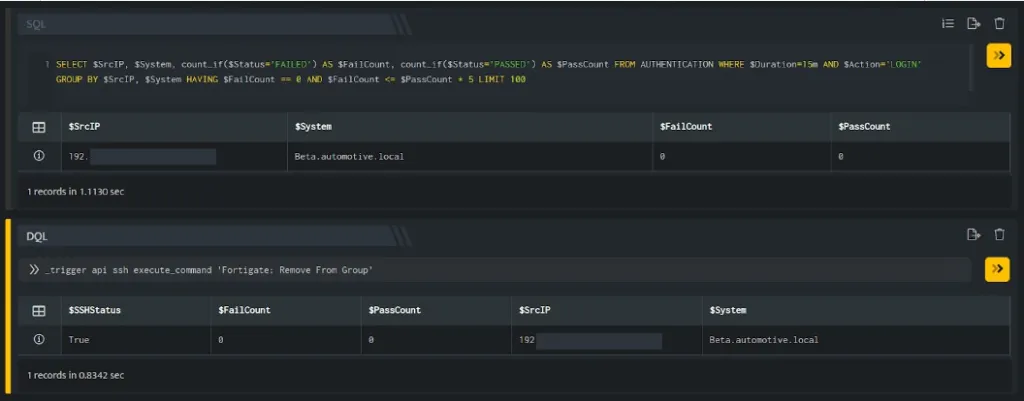 SQL
1 SELECT $SrcIP, $System, count_if($Status='FAILED') AS $FailCount, count_if($Status="PASSED") AS $PassCount FROM AUTHENTICATION WHERE $Duration=15m AND $Action='LOGIN'
GROUP BY $SrcIP, $System HAVING $FailCount == 0 AND $FailCount <= $PassCount + 5 LIMIT 100
$SrcIP $System $FailCount $PassCount
192. Beta.automotive.local 0 0
1 records in 1.1130 sec
DQL
_trigger api ssh execute_command 'Fortigate: Remove From Group'
$SSHStatus $FailCount $PassCount $SrcIP $System
True 0 0 192 Beta.automotive.local
1 records in 0.8342 sec